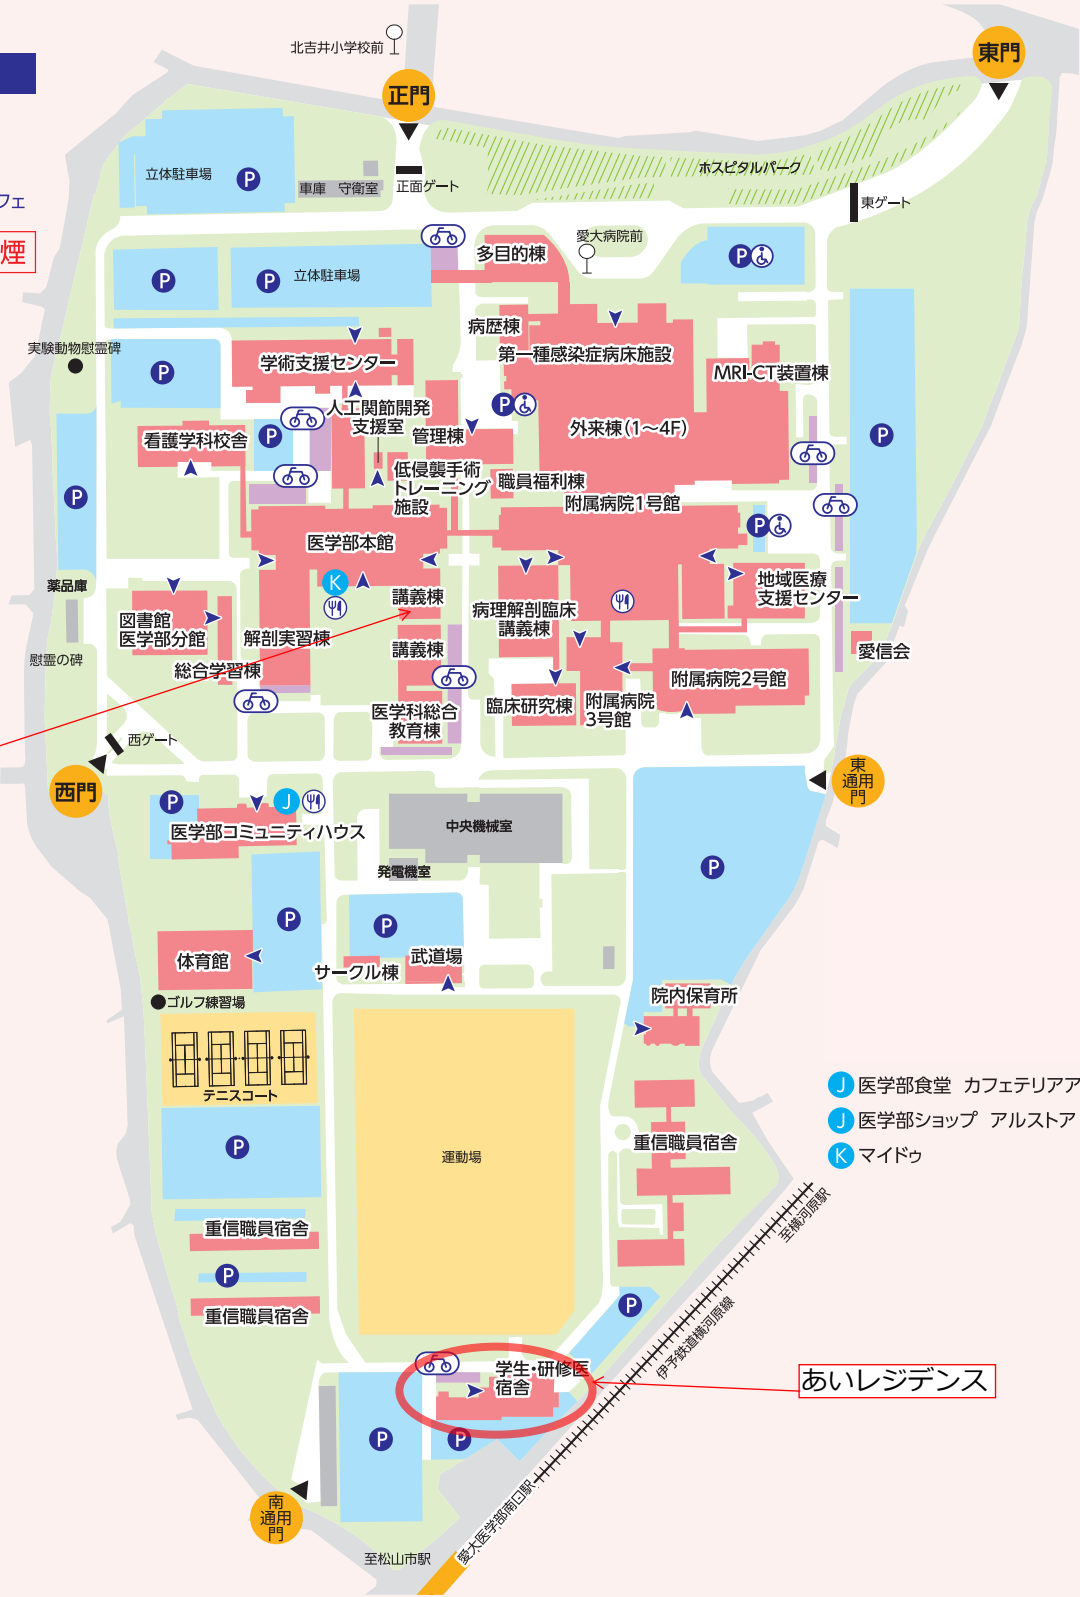 北吉井小学校前
東門
正門
立体駐車場
P
車庫 守衛室
正面ゲート
ホスピタルパーク
フェ
東ゲート
煙
愛大病院前
多目的棟
P
P
P
立体駐車場
病歴棟
実験動物慰霊碑
学術支援センター
第一種感染症病床施設
MRI-CT装置棟
P
P
人工関節開発
支援室
看護学科校舎
P
管理棟
外来棟(1〜4F)
P
低侵襲手術
トレーニング
施設
職員福利棟
P
附属病院1号館
P
医学部本館
K
薬品庫
講義棟
地域医療
支援センター
図書館
医学部分館
解剖実習棟
病理解剖臨床
講義棟
慰霊の碑
総合学習棟
講義棟
愛信会
附属病院2号館
医学科総合
教育棟
臨床研究棟
附属病院
3号館
西ゲート
西門
東
通用
門
P
J
医学部コミュニティハウス
中央機械室
発電機室
P
P
P
体育館
サークル棟
武道場
ゴルフ練習場
院内保育所
テニスコート
J 医学部食堂 カフェテリアア
J 医学部ショップ アルストア
K マイドゥ
P
運動場
重信職員宿舎
至横河原駅
重信職員宿舎
P
重信職員宿舎
P
伊予鉄道横河原線
学生・研修医
宿舎
あいレジデンス
P
P
南
通用
門
愛大医学部南口駅
至松山市駅